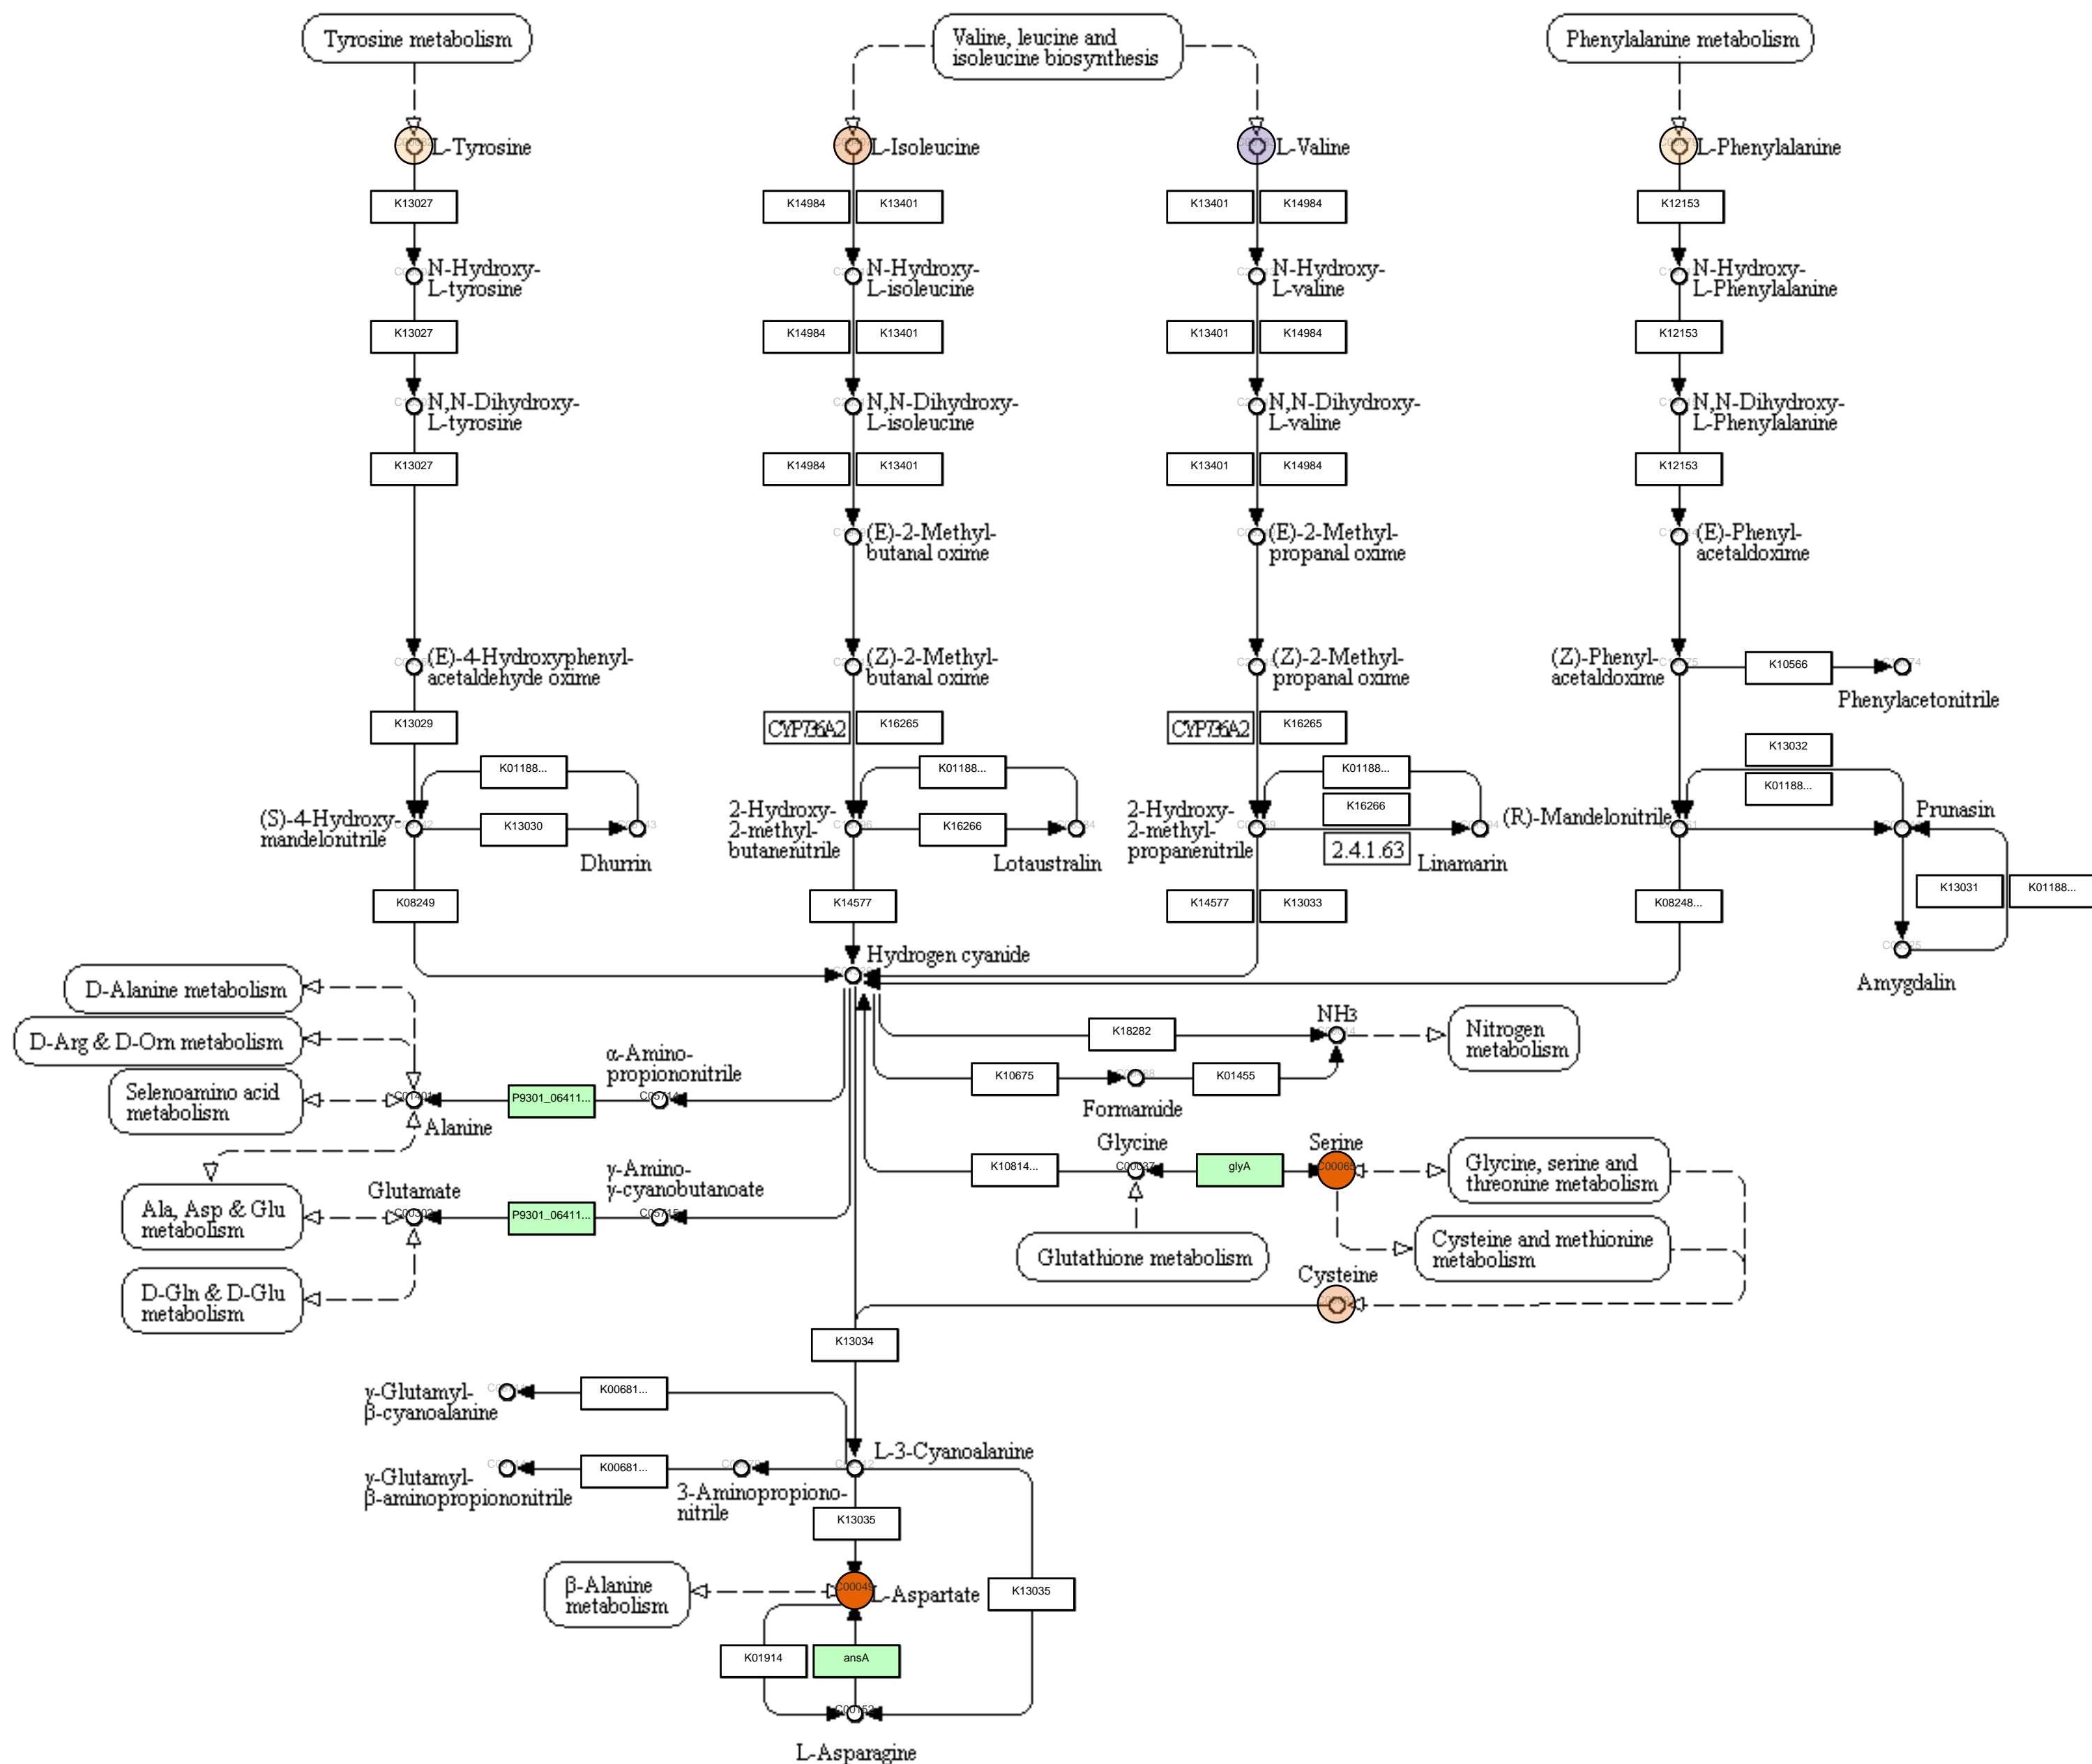 Tyrosine metabolism
Valine, leucine and
isoleucine biosynthesis
Phenylalanine metabolism
L-Tyrosine
L-Isoleucine
L-Valine
L-Phenylalanine
K13027
K14984
K13401
K13401
K14984
K12153
N-Hydroxy-
L-tyrosine
N-Hydroxy-
L-isoleucine
N-Hydroxy-
L-valine
N-Hydroxy-
L-Phenylalanine
K13027
K14984
K13401
K13401
K14984
K12153
N,N-Dihydroxy-
L-tyrosine
N,N-Dihydroxy-
L-isoleucine
N,N-Dihydroxy-
L-valine
N,N-Dihydroxy-
L-Phenylalanine
K13027
K14984
K13401
K13401
K14984
K12153
(E)-2-Methyl-
butanal oxime
(E)-2-Methyl-
propanal oxime
(E)-Phenyl-
acetaldoxime
(E)-4-Hydroxyphenyl-
acetaldehyde oxime
(Z)-2-Methyl-
butanal oxime
(Z)-2-Methyl-
propanal oxime
(Z)-Phenyl-
acetaldoxime
K10566
Phenylacetonitrile
K13029
CYP736A2
K16265
CYP736A2
K16265
K13032
K01188...
K01188...
K01188...
K01188...
(S)-4-Hydroxy-
mandelonitrile
K13030
Dhurrin
2-Hydroxy-
2-methyl-
butanenitrile
K16266
Lotaustralin
2-Hydroxy-
2-methyl-
propanenitrile
K16266
2.4.1.63
Linamarin
(R)-Mandelonitrile
Prunasin
K08249
K14577
K14577
K13033
K08248...
K13031
K01188...
Hydrogen cyanide
Amygdalin
D-Alanine metabolism
D-Arg & D-Orn metabolism
Selenoamino acid
metabolism
α-Amino-
propiononitrile
P9301_06411...
C01401
Alanine
K18282
NH3
Nitrogen
metabolism
K10675
K01455
Formamide
Glycine
Serine
K10814...
C00037
glyA
C00065
Glycine, serine and
threonine metabolism
γ-Amino-
γ-cyanobutanoate
Glutamate
Ala, Asp & Glu
metabolism
C00302
P9301_06411...
C05715
Glutathione metabolism
Cysteine and methionine
metabolism
Cysteine
D-Gln & D-Glu
metabolism
K13034
γ-Glutamyl-
β-cyanoalanine
K00681...
L-3-Cyanoalanine
γ-Glutamyl-
β-aminopropiononitrile
K00681...
3-Aminopropiono-
nitrile
K13035
β-Alanine
metabolism
C00049
L-Aspartate
K13035
K01914
ansA
C00152
L-Asparagine